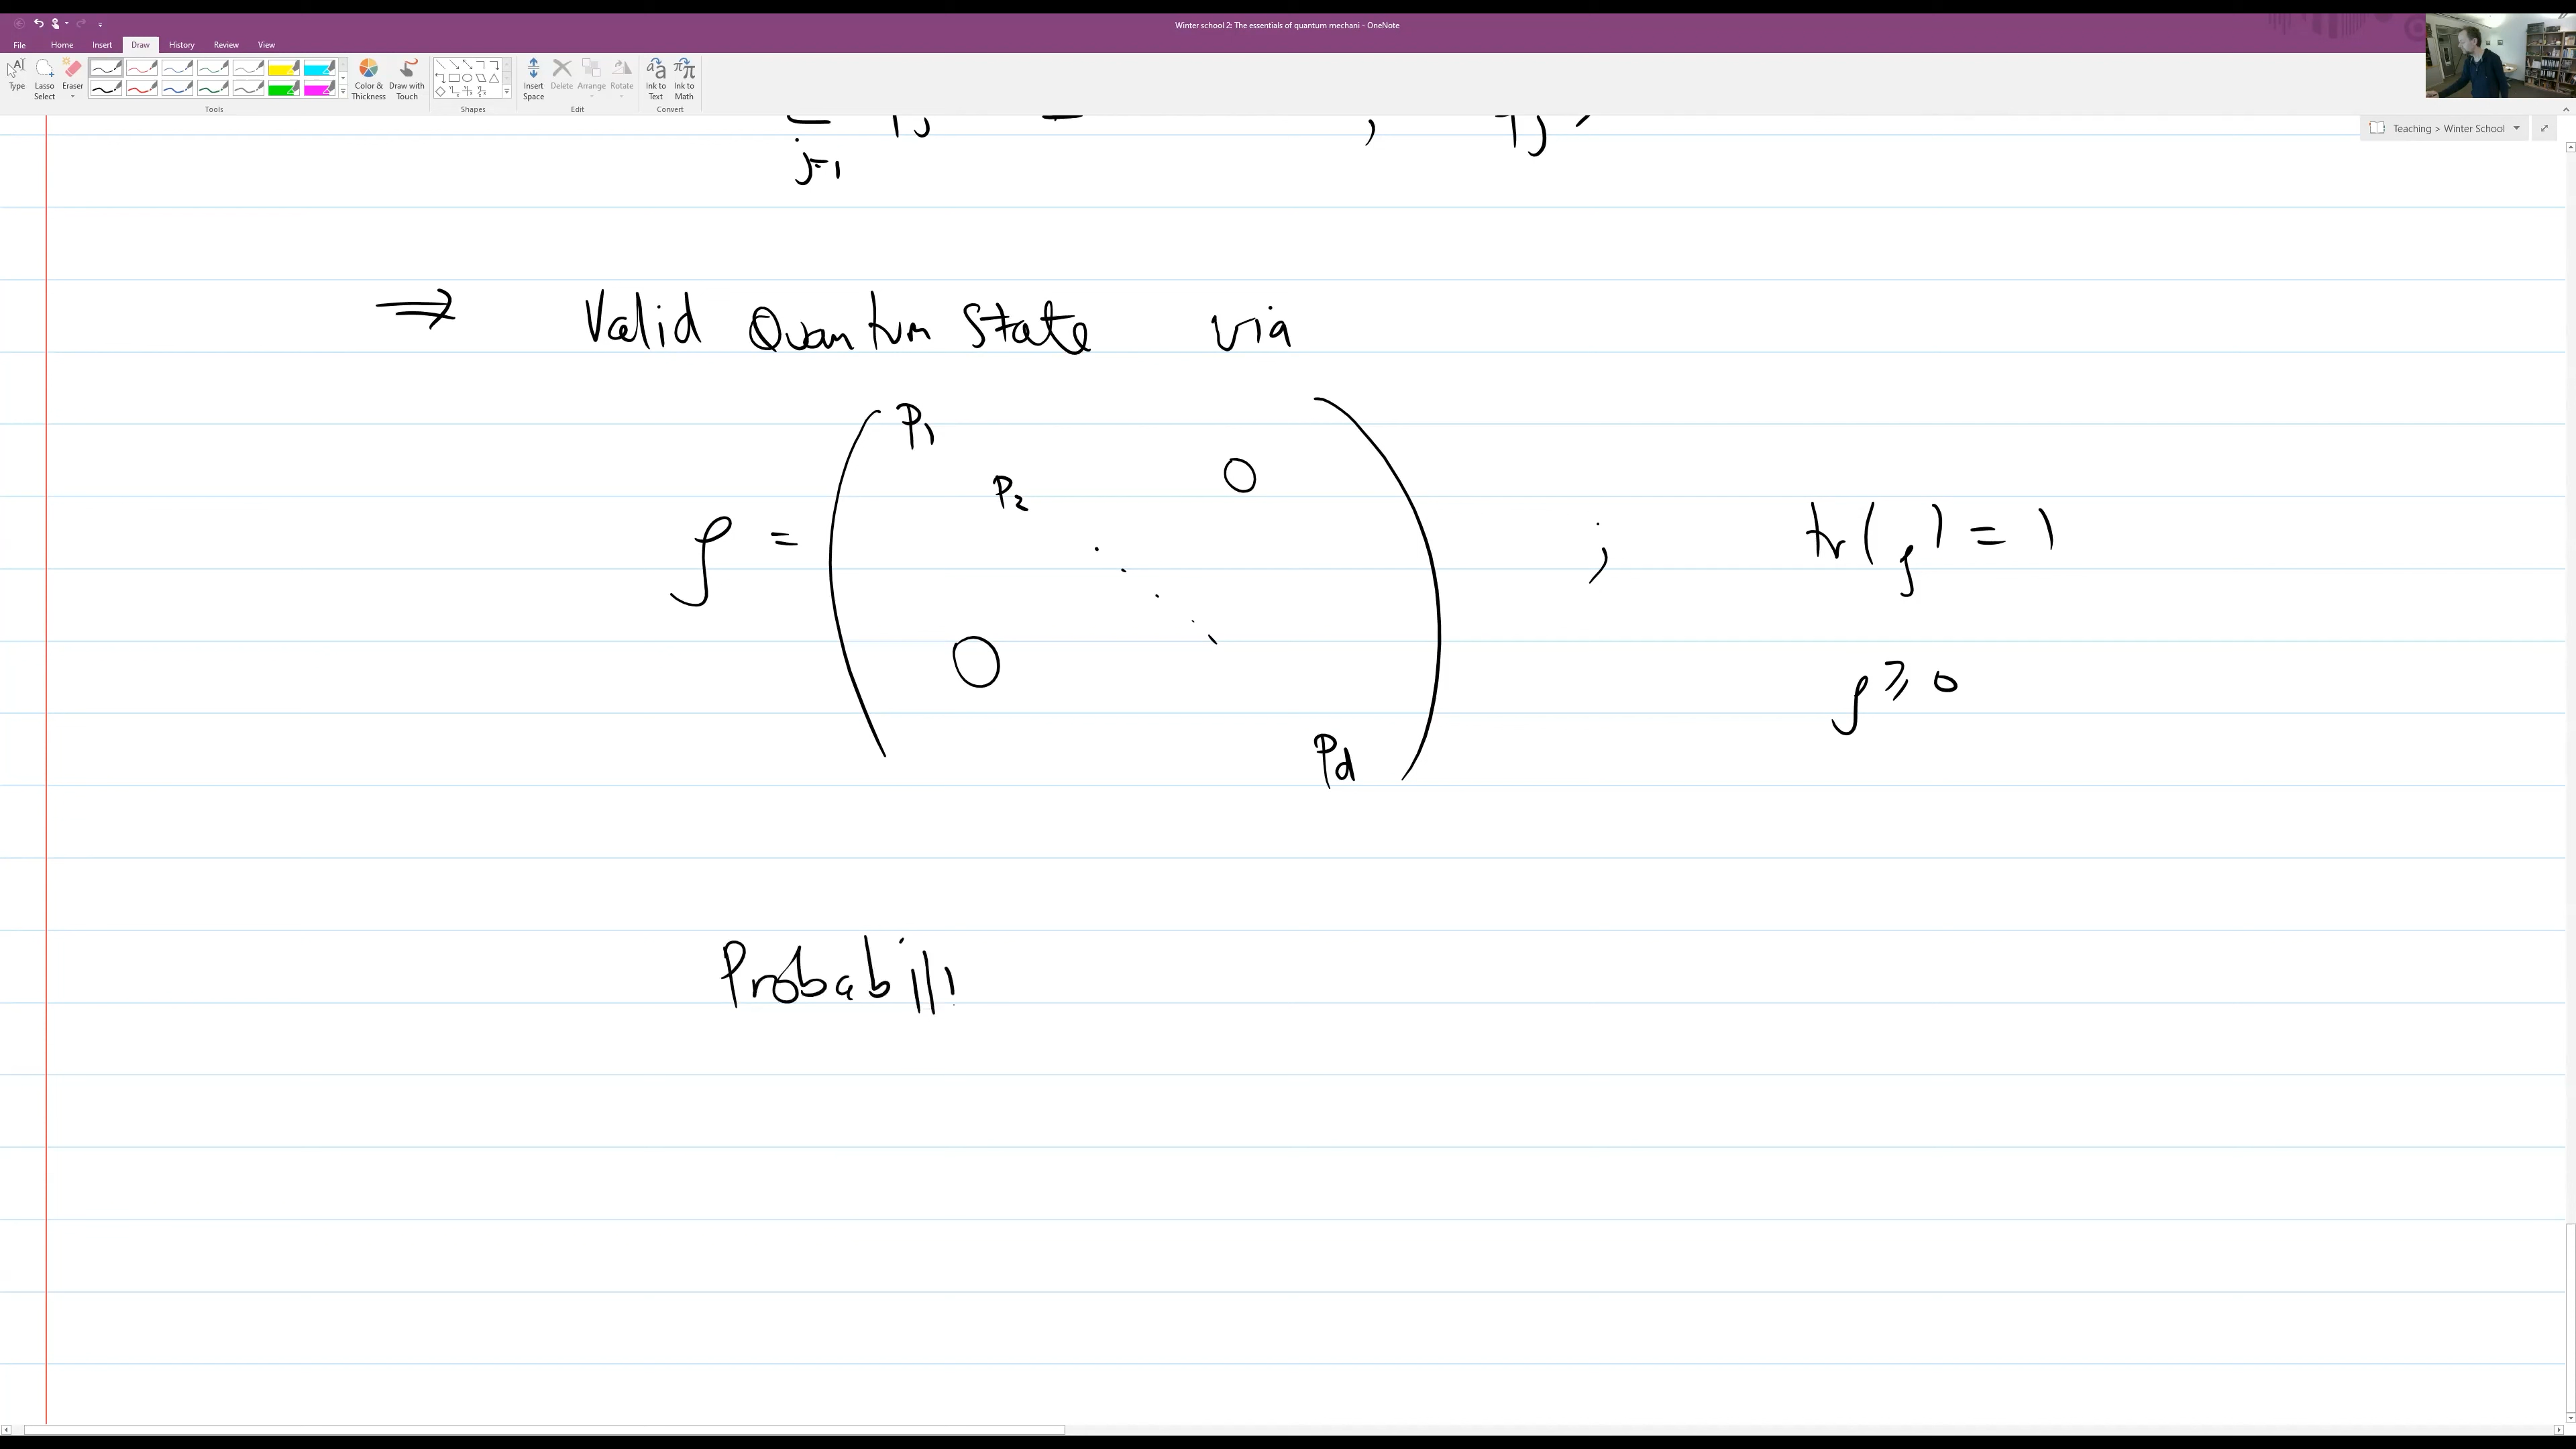 Winter school 2: The essentials of quantum mechani - OneNote
File Home Insert Draw History Review View
Type
Lasso Select
Eraser
Color & Thickness
Draw with Touch
Insert Space
Delete
Arrange
Rotate
Ink to Text
Ink to Math
Tools
Shapes
Edit
Convert
Teaching > Winter School
j=1
⇒ Valid Quantum State via
ρ = ( P1 P2 0 0 Pd ) ; tr(ρ) = 1
ρ ⩾ 0
Probabili